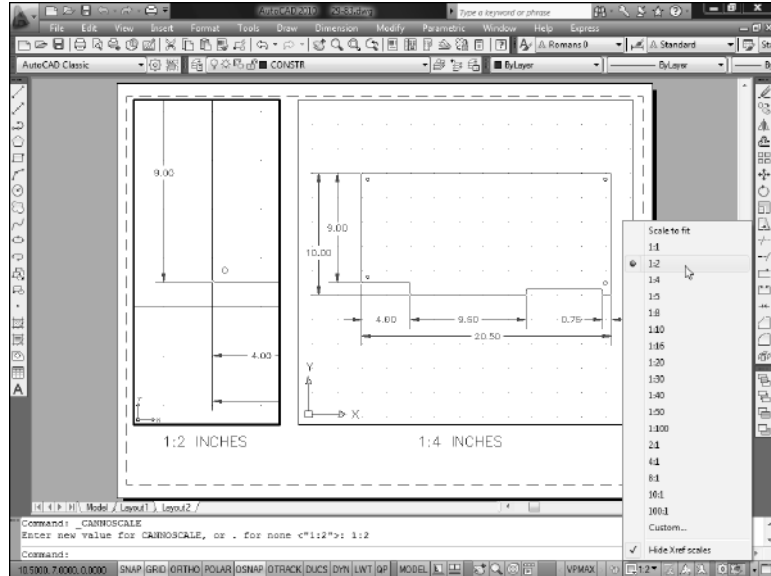 AutoCAD 2010 29-83.dwg
Type a keyword or phrase
File Edit View Insert Format Tools Draw Dimension Modify Parametric Window Help Express
A Romans0
A Standard
AutoCAD Classic
CONSTR
ByLayer
ByLayer
9.00
4.00
1:2 INCHES
9.00
10.00
4.00
9.50
0.75
20.50
Y
X
1:4 INCHES
Scale to fit
1:1
1:2
1:4
1:5
1:8
1:10
1:16
1:20
1:30
1:40
1:50
1:100
2:1
4:1
8:1
10:1
100:1
Custom...
Hide Xref scales
A
Model Layout1 Layout2
Command: _CANNOSCALE
Enter new value for CANNOSCALE, or . for none <"1:2">: 1:2
Command:
10.5000, 7.0000, 0.0000 SNAP GRID ORTHO POLAR OSNAP OTRACK DUCS DYN LWT QP MODEL VPMAX 1:2